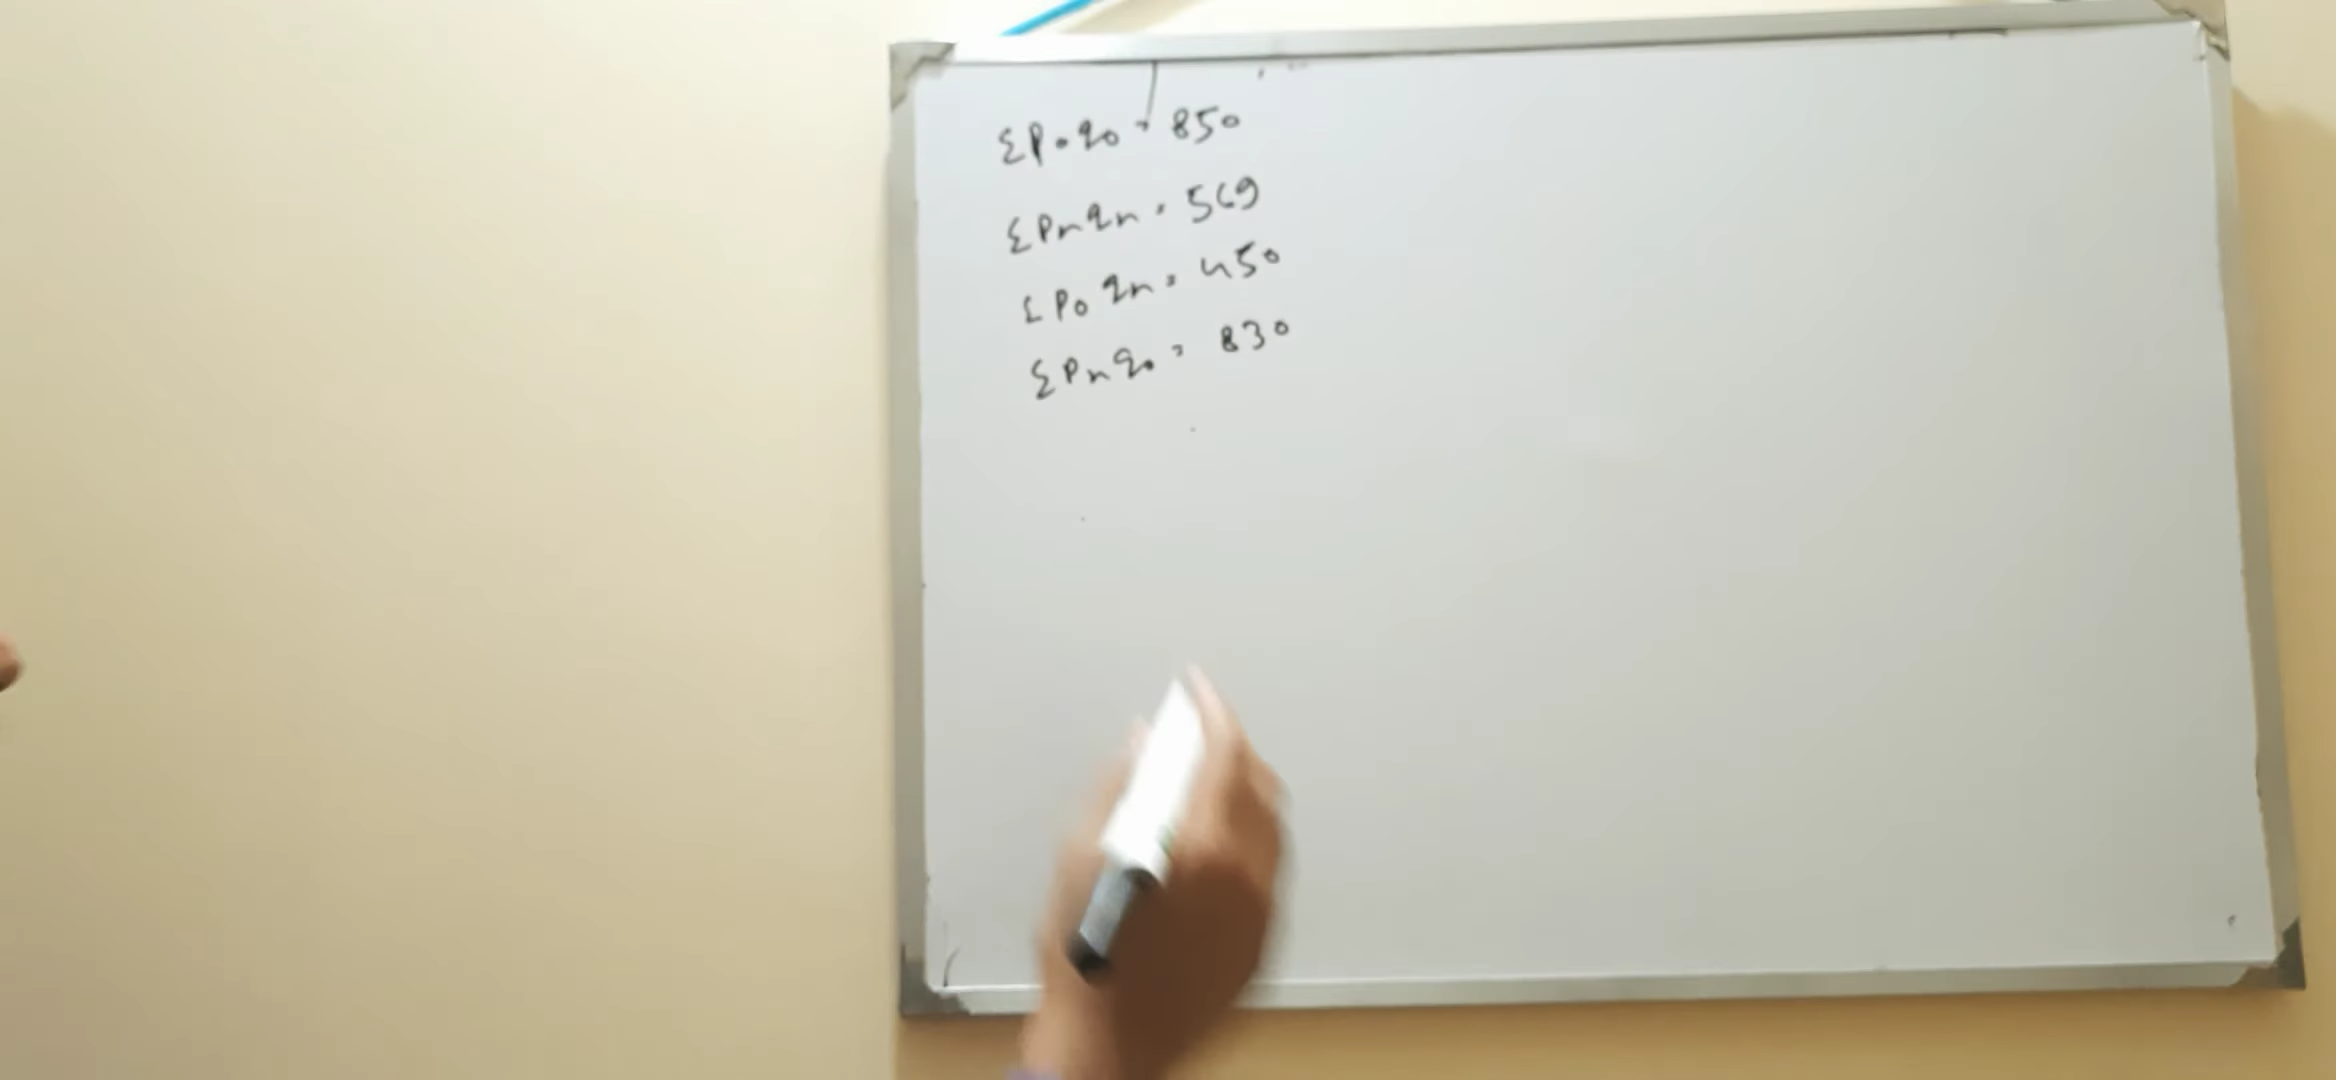 ΣP0q0 = 850
ΣPnqn = 569
ΣP0qn = 450
ΣPnq0 = 830